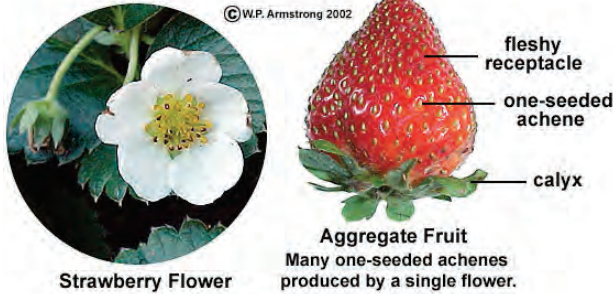 © W.P. Armstrong 2002
fleshy
receptacle
one-seeded
achene
calyx
Strawberry Flower
Aggregate Fruit
Many one-seeded achenes
produced by a single flower.